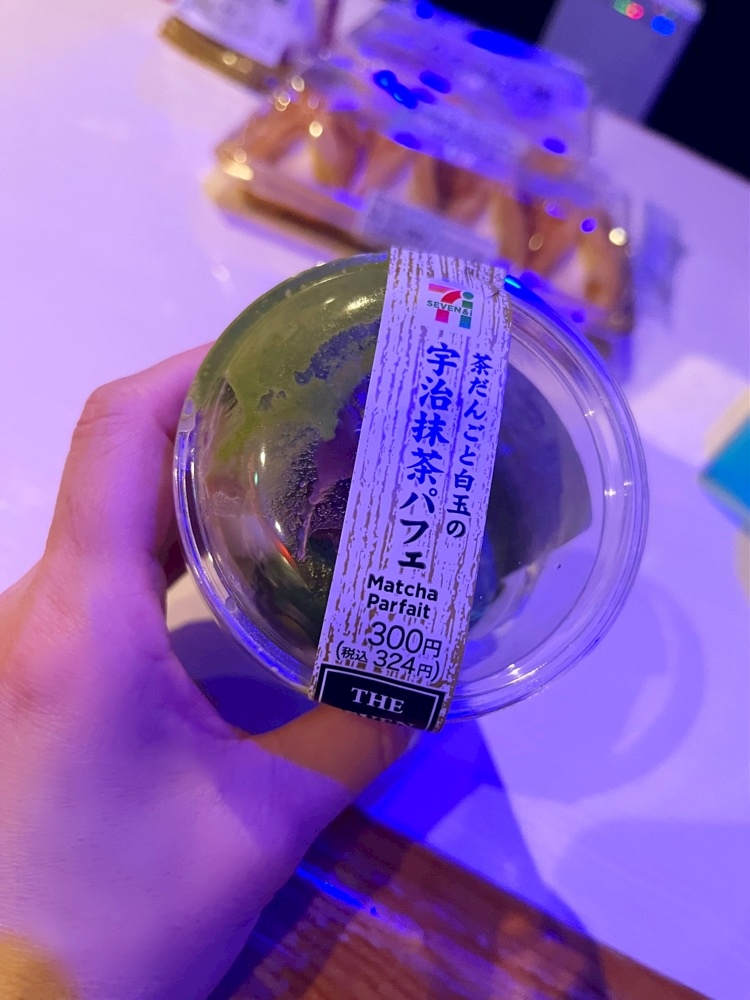 SEVEN&i
茶だんごと白玉の
宇治抹茶パフェ
Matcha
Parfait
300円
(税込 324円)
THE